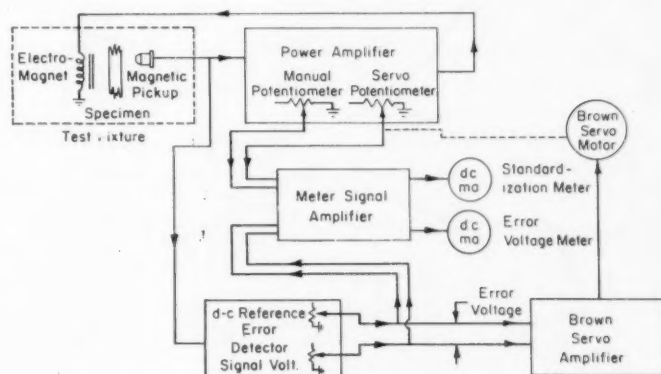 Power Amplifier
Electro-
Magnet
Magnetic
Pickup
Manual
Potentiometer
Servo
Potentiometer
Specimen
Test Fixture
Brown
Servo
Motor
Meter Signal
Amplifier
dc
ma
Standard-
ization Meter
dc
ma
Error
Voltage Meter
d-c Reference
Error
Detector
Signal Volt.
Error
Voltage
Brown
Servo
Amplifier